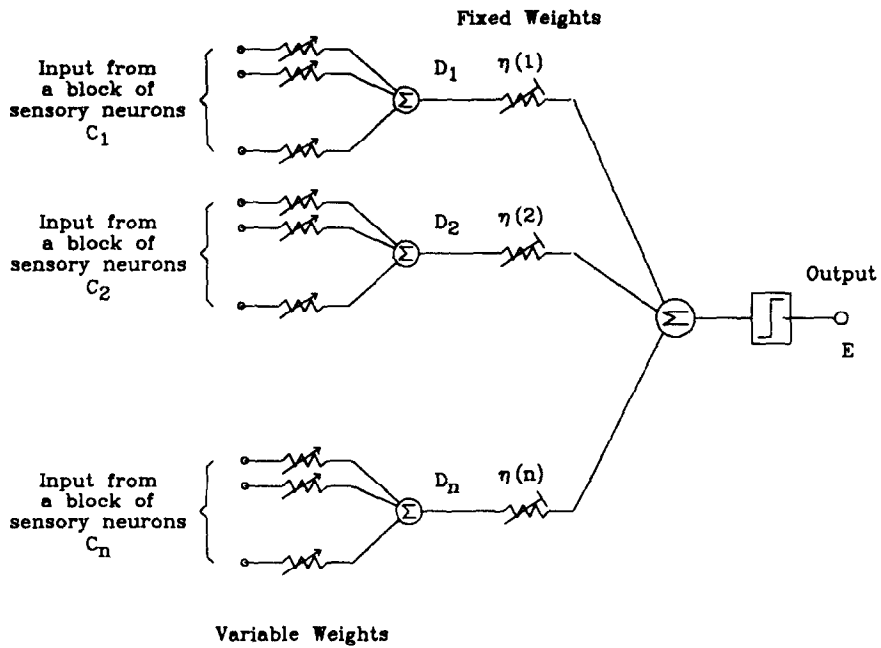 Fixed Weights
Input from
a block of
sensory neurons
C1
D1
η(1)
Σ
Input from
a block of
sensory neurons
C2
D2
η(2)
Σ
Σ
Output
E
Input from
a block of
sensory neurons
Cn
Dn
η(n)
Σ
Variable Weights